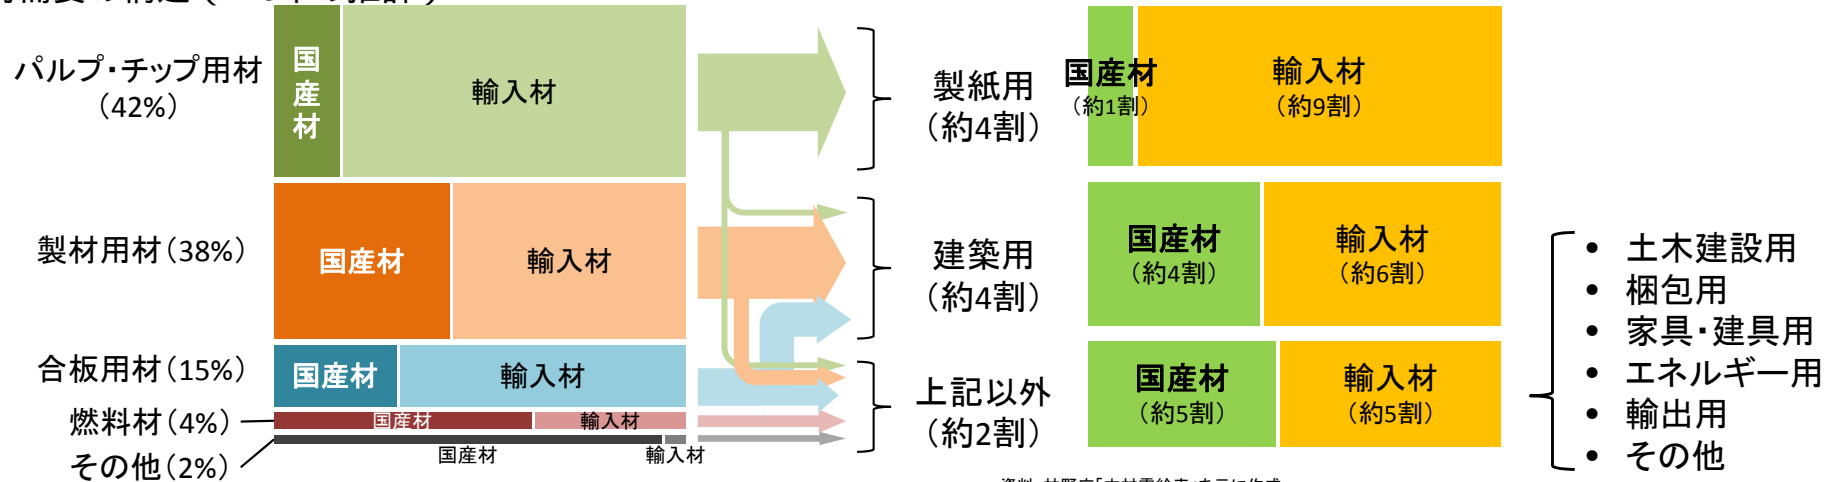 パルプ・チップ用材
(42%)
国産材
輸入材
製材用材(38%)
国産材
輸入材
合板用材(15%)
国産材
輸入材
燃料材(4%)
国産材
輸入材
その他(2%)
国産材
輸入材
製紙用
(約4割)
建築用
(約4割)
上記以外
(約2割)
国産材
(約1割)
輸入材
(約9割)
国産材
(約4割)
輸入材
(約6割)
国産材
(約5割)
輸入材
(約5割)
• 土木建設用
• 梱包用
• 家具・建具用
• エネルギー用
• 輸出用
• その他